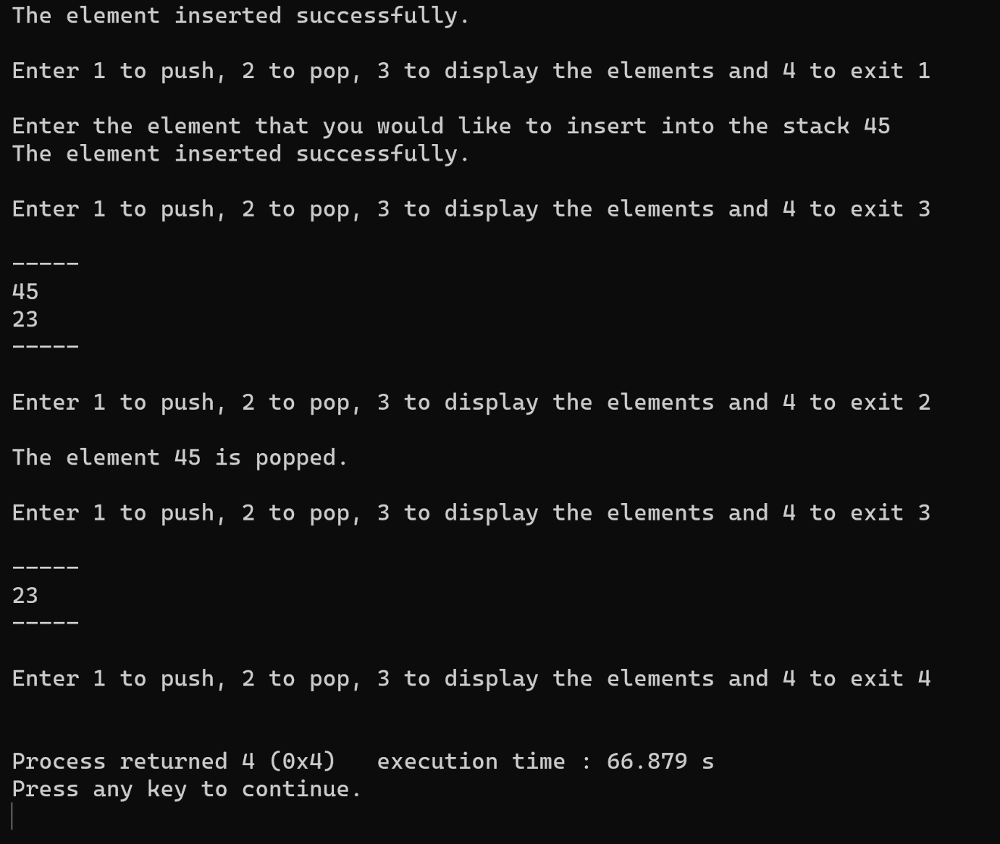 The element inserted successfully.
Enter 1 to push, 2 to pop, 3 to display the elements and 4 to exit 1
Enter the element that you would like to insert into the stack 45
The element inserted successfully.
Enter 1 to push, 2 to pop, 3 to display the elements and 4 to exit 3
-----
45
23
-----
Enter 1 to push, 2 to pop, 3 to display the elements and 4 to exit 2
The element 45 is popped.
Enter 1 to push, 2 to pop, 3 to display the elements and 4 to exit 3
-----
23
-----
Enter 1 to push, 2 to pop, 3 to display the elements and 4 to exit 4
Process returned 4 (0x4)   execution time : 66.879 s
Press any key to continue.